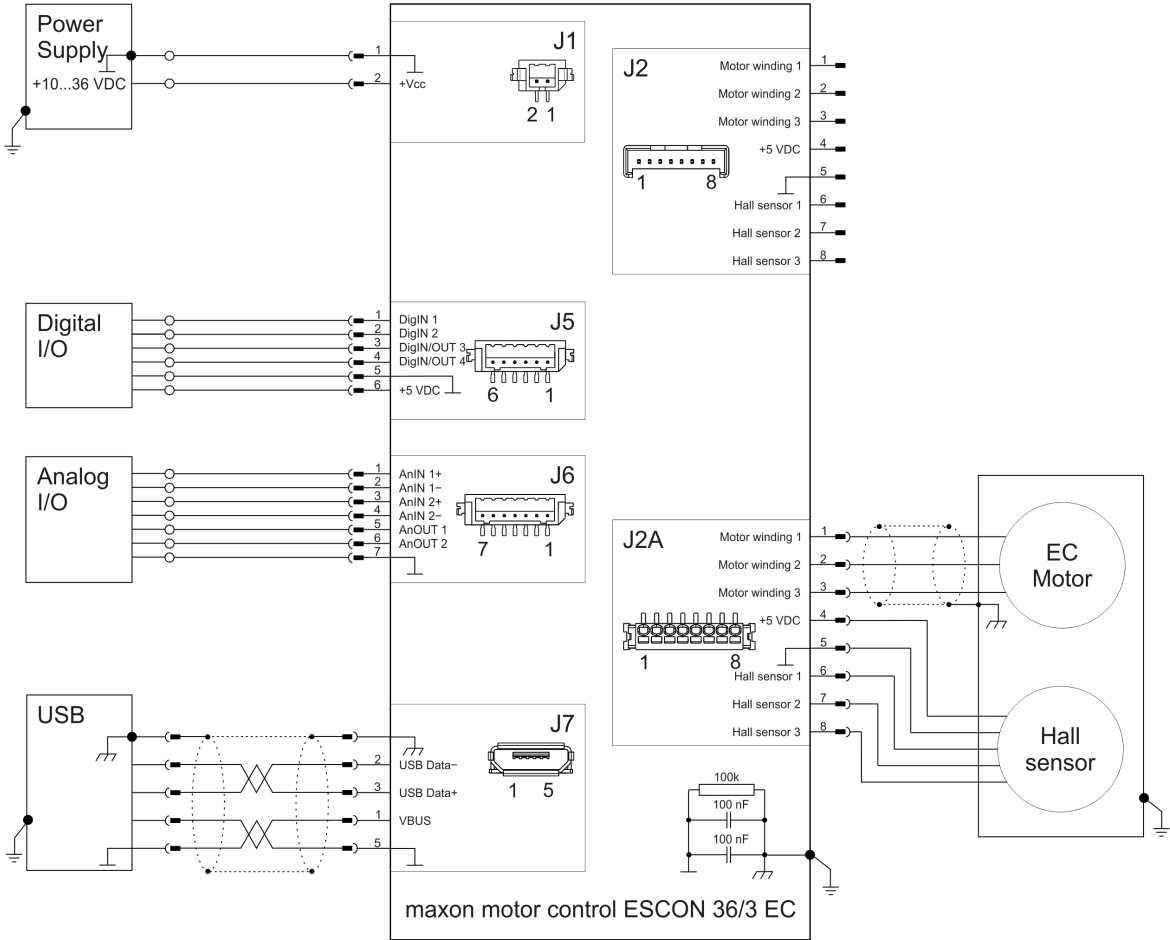 Power
Supply
+10...36 VDC
1
2
+Vcc
J1
2 1
J2
Motor winding 1
1
Motor winding 2
2
Motor winding 3
3
+5 VDC
4
5
Hall sensor 1
6
Hall sensor 2
7
Hall sensor 3
8
1 8
Digital
I/O
1
DigIN 1
2
DigIN 2
3
DigIN/OUT 3
4
DigIN/OUT 4
5
6
+5 VDC
J5
6 1
Analog
I/O
1
AnIN 1+
2
AnIN 1−
3
AnIN 2+
4
AnIN 2−
5
AnOUT 1
6
AnOUT 2
7
J6
7 1
J2A
Motor winding 1
1
Motor winding 2
2
Motor winding 3
3
+5 VDC
4
5
Hall sensor 1
6
Hall sensor 2
7
Hall sensor 3
8
1 8
EC
Motor
Hall
sensor
USB
2
USB Data−
3
USB Data+
1
VBUS
5
J7
1 5
100k
100 nF
100 nF
maxon motor control ESCON 36/3 EC